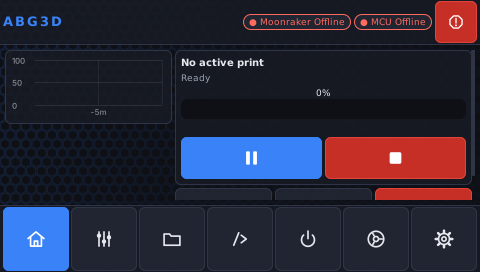 ABG3D
Moonraker Offline
MCU Offline
No active print
Ready
0%
100
50
0
-5m